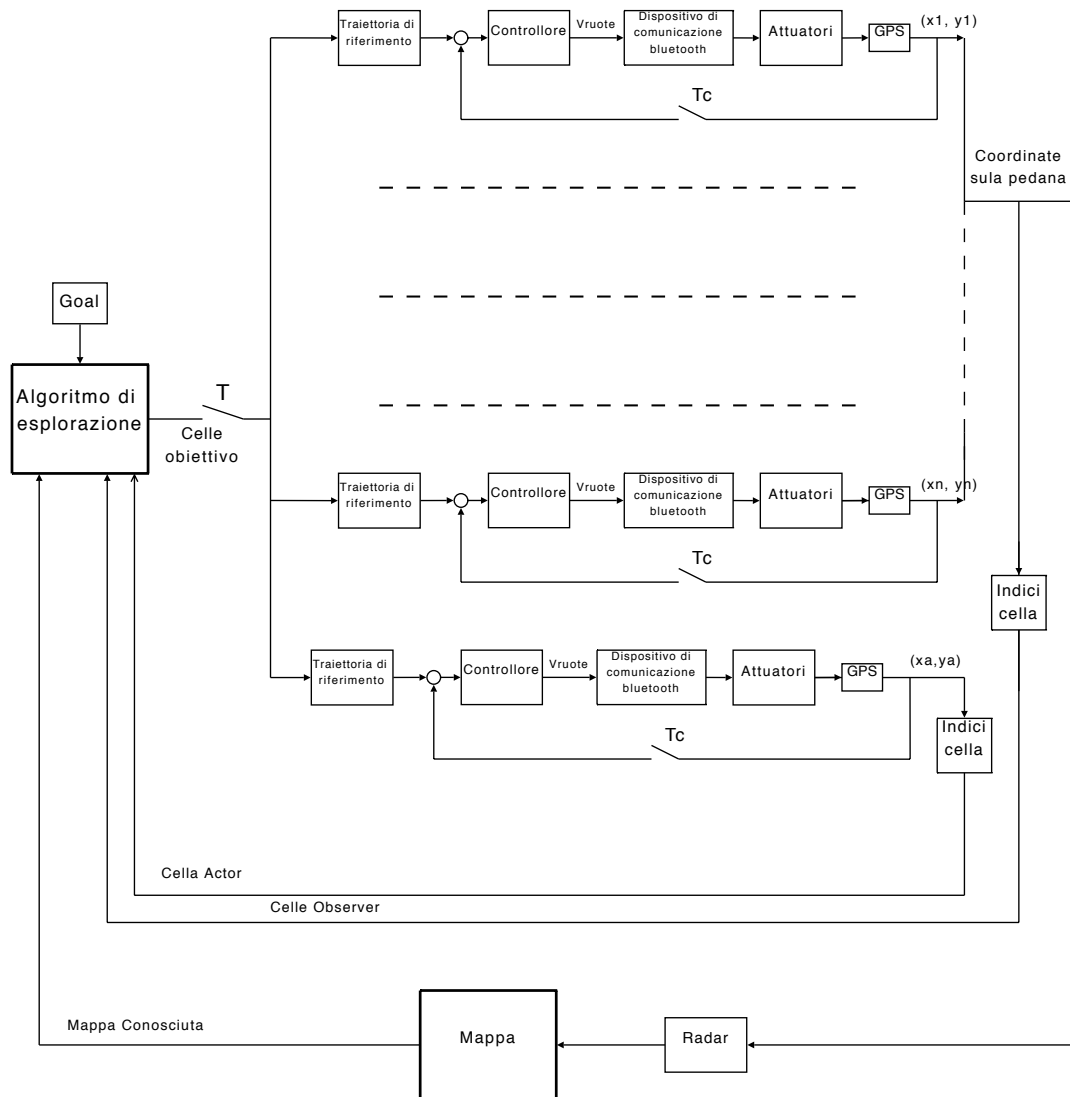 Traiettoria di
riferimento
Controllore
Vruote
Dispositivo di
comunicazione
bluetooth
Attuatori
GPS
(x1, y1)
Tc
Coordinate
sula pedana
Goal
Algoritmo di
esplorazione
T
Celle
obiettivo
Traiettoria di
riferimento
Controllore
Vruote
Dispositivo di
comunicazione
bluetooth
Attuatori
GPS
(xn, yn)
Tc
Indici
cella
Traiettoria di
riferimento
Controllore
Vruote
Dispositivo di
comunicazione
bluetooth
Attuatori
GPS
(xa,ya)
Tc
Indici
cella
Cella Actor
Celle Observer
Mappa Conosciuta
Mappa
Radar